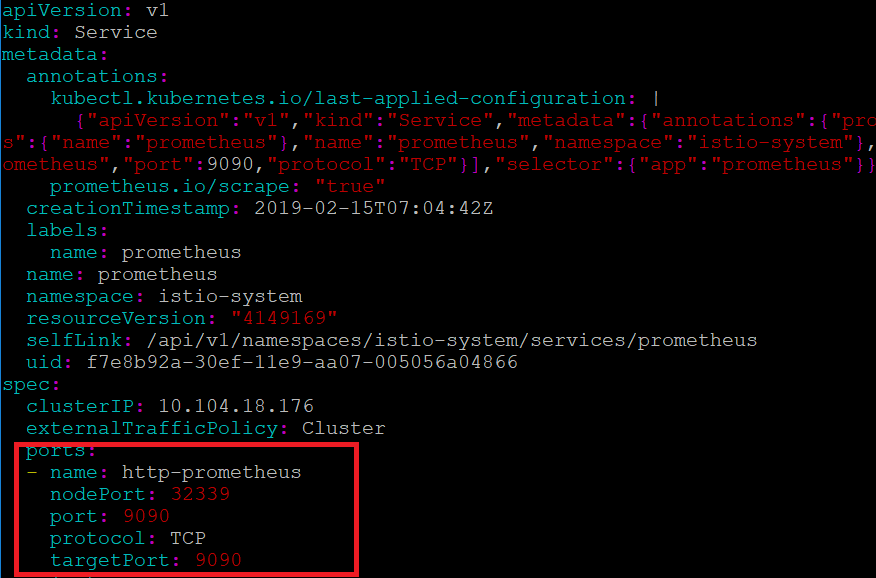 apiVersion: v1
kind: Service
metadata:
  annotations:
    kubectl.kubernetes.io/last-applied-configuration: |
      {"apiVersion":"v1","kind":"Service","metadata":{"annotations":{"pro
s":{"name":"prometheus"},"name":"prometheus","namespace":"istio-system"},
ometheus","port":9090,"protocol":"TCP"}],"selector":{"app":"prometheus"}}
    prometheus.io/scrape: "true"
  creationTimestamp: 2019-02-15T07:04:42Z
  labels:
    name: prometheus
  name: prometheus
  namespace: istio-system
  resourceVersion: "4149169"
  selfLink: /api/v1/namespaces/istio-system/services/prometheus
  uid: f7e8b92a-30ef-11e9-aa07-005056a04866
spec:
  clusterIP: 10.104.18.176
  externalTrafficPolicy: Cluster
  ports:
  - name: http-prometheus
    nodePort: 32339
    port: 9090
    protocol: TCP
    targetPort: 9090